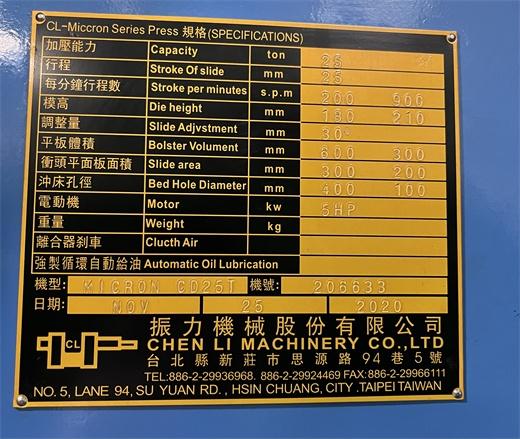 CL-Miccron Series Press 規格(SPECIFICATIONS)
加壓能力 Capacity ton 25
行程 Stroke Of slide mm 25
每分鐘行程數 Stroke per minutes s.p.m 200 900
模高 Die height mm 180 210
調整量 Slide Adjvstment mm 30
平板體積 Bolster Volument mm 600 300
衝頭平面板面積 Slide area mm 300 200
沖床孔徑 Bed Hole Diameter mm 400 100
電動機 Motor kw 5HP
重量 Weight kg
離合器剎車 Clucth Air
強製循環自動給油 Automatic Oil Lubrication
機型: MICRON CD25T 機號: 206633
日期: NOV 25 2020
CL 振力機械股份有限公司
CHEN LI MACHINERY CO.,LTD
台北縣新莊市思源路94巷5號
TEL:886-2-29936968. 886-2-29924469 FAX:886-2-29966111
NO. 5, LANE 94, SU YUAN RD. , HSIN CHUANG, CITY .TAIPEI TAIWAN